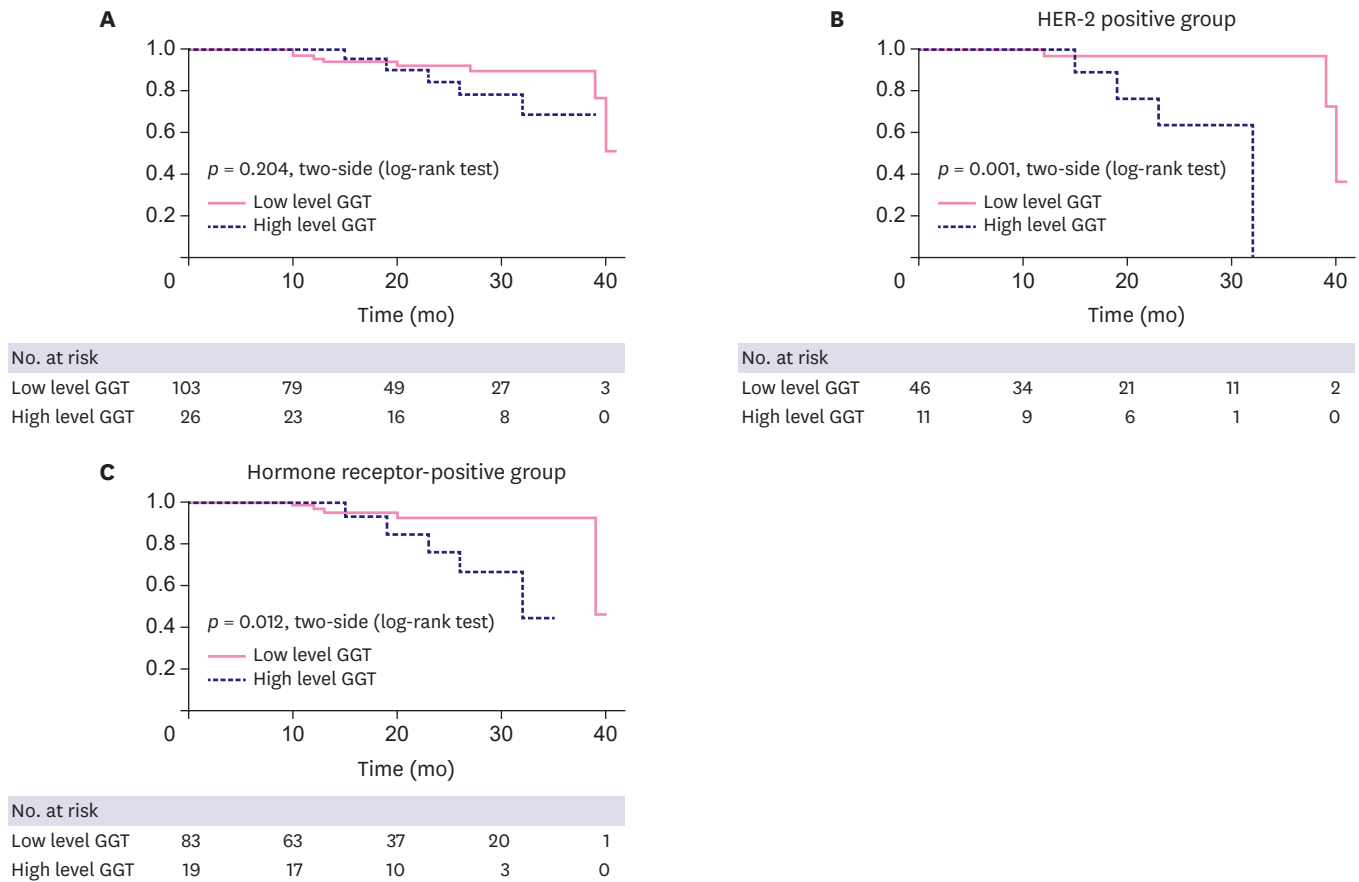 A
1.0
0.8
0.6
0.4
0.2
p = 0.204, two-side (log-rank test)
Low level GGT
High level GGT
0 10 20 30 40
Time (mo)
No. at risk
Low level GGT 103 79 49 27 3
High level GGT 26 23 16 8 0
B HER-2 positive group
1.0
0.8
0.6
0.4
0.2
p = 0.001, two-side (log-rank test)
Low level GGT
High level GGT
0 10 20 30 40
Time (mo)
No. at risk
Low level GGT 46 34 21 11 2
High level GGT 11 9 6 1 0
C Hormone receptor-positive group
1.0
0.8
0.6
0.4
0.2
p = 0.012, two-side (log-rank test)
Low level GGT
High level GGT
0 10 20 30 40
Time (mo)
No. at risk
Low level GGT 83 63 37 20 1
High level GGT 19 17 10 3 0